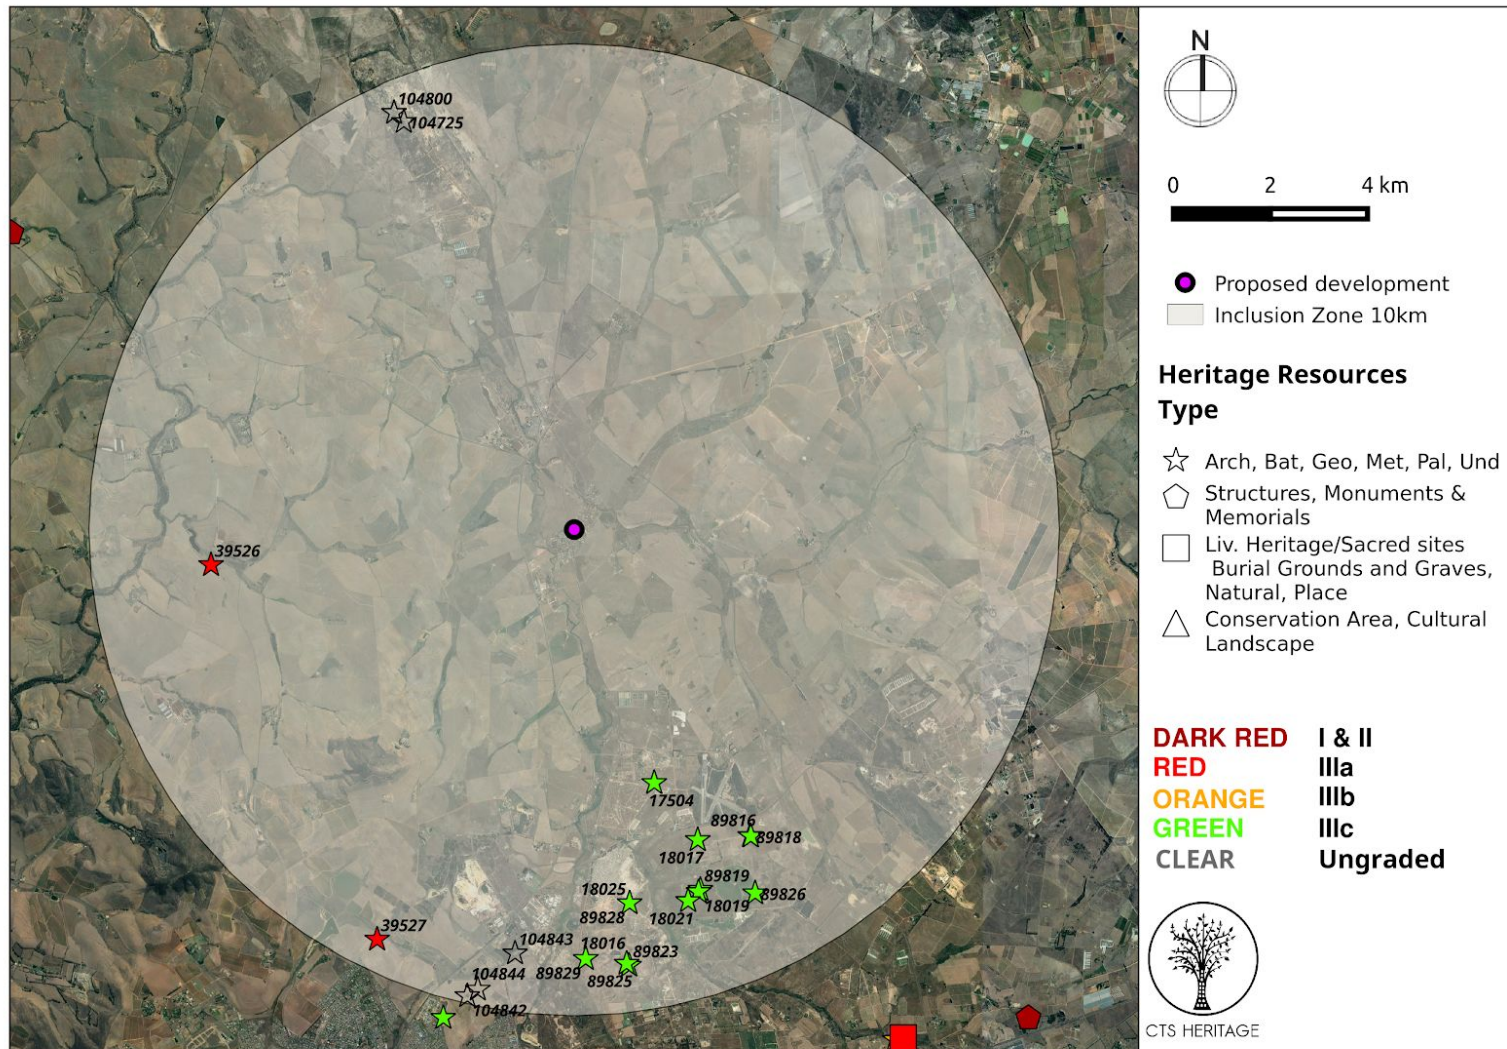 104800
104725
39526
17504
89816
89818
18017
89819
89826
18025
18019
18021
89828
39527
104843
18016
89823
89829
89825
104844
104842
N
0 2 4 km
Proposed development
Inclusion Zone 10km
Heritage Resources
Type
Arch, Bat, Geo, Met, Pal, Und
Structures, Monuments &
Memorials
Liv. Heritage/Sacred sites
Burial Grounds and Graves,
Natural, Place
Conservation Area, Cultural
Landscape
DARK RED I & II
RED IIIa
ORANGE IIIb
GREEN IIIc
CLEAR Ungraded
CTS HERITAGE